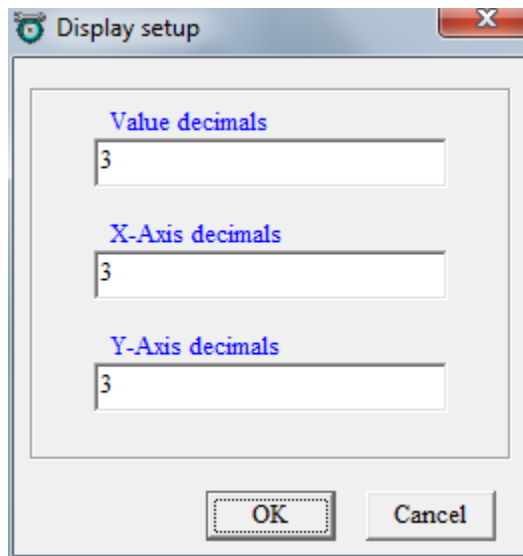 Display setup
Value decimals
3
X-Axis decimals
3
Y-Axis decimals
3
OK Cancel